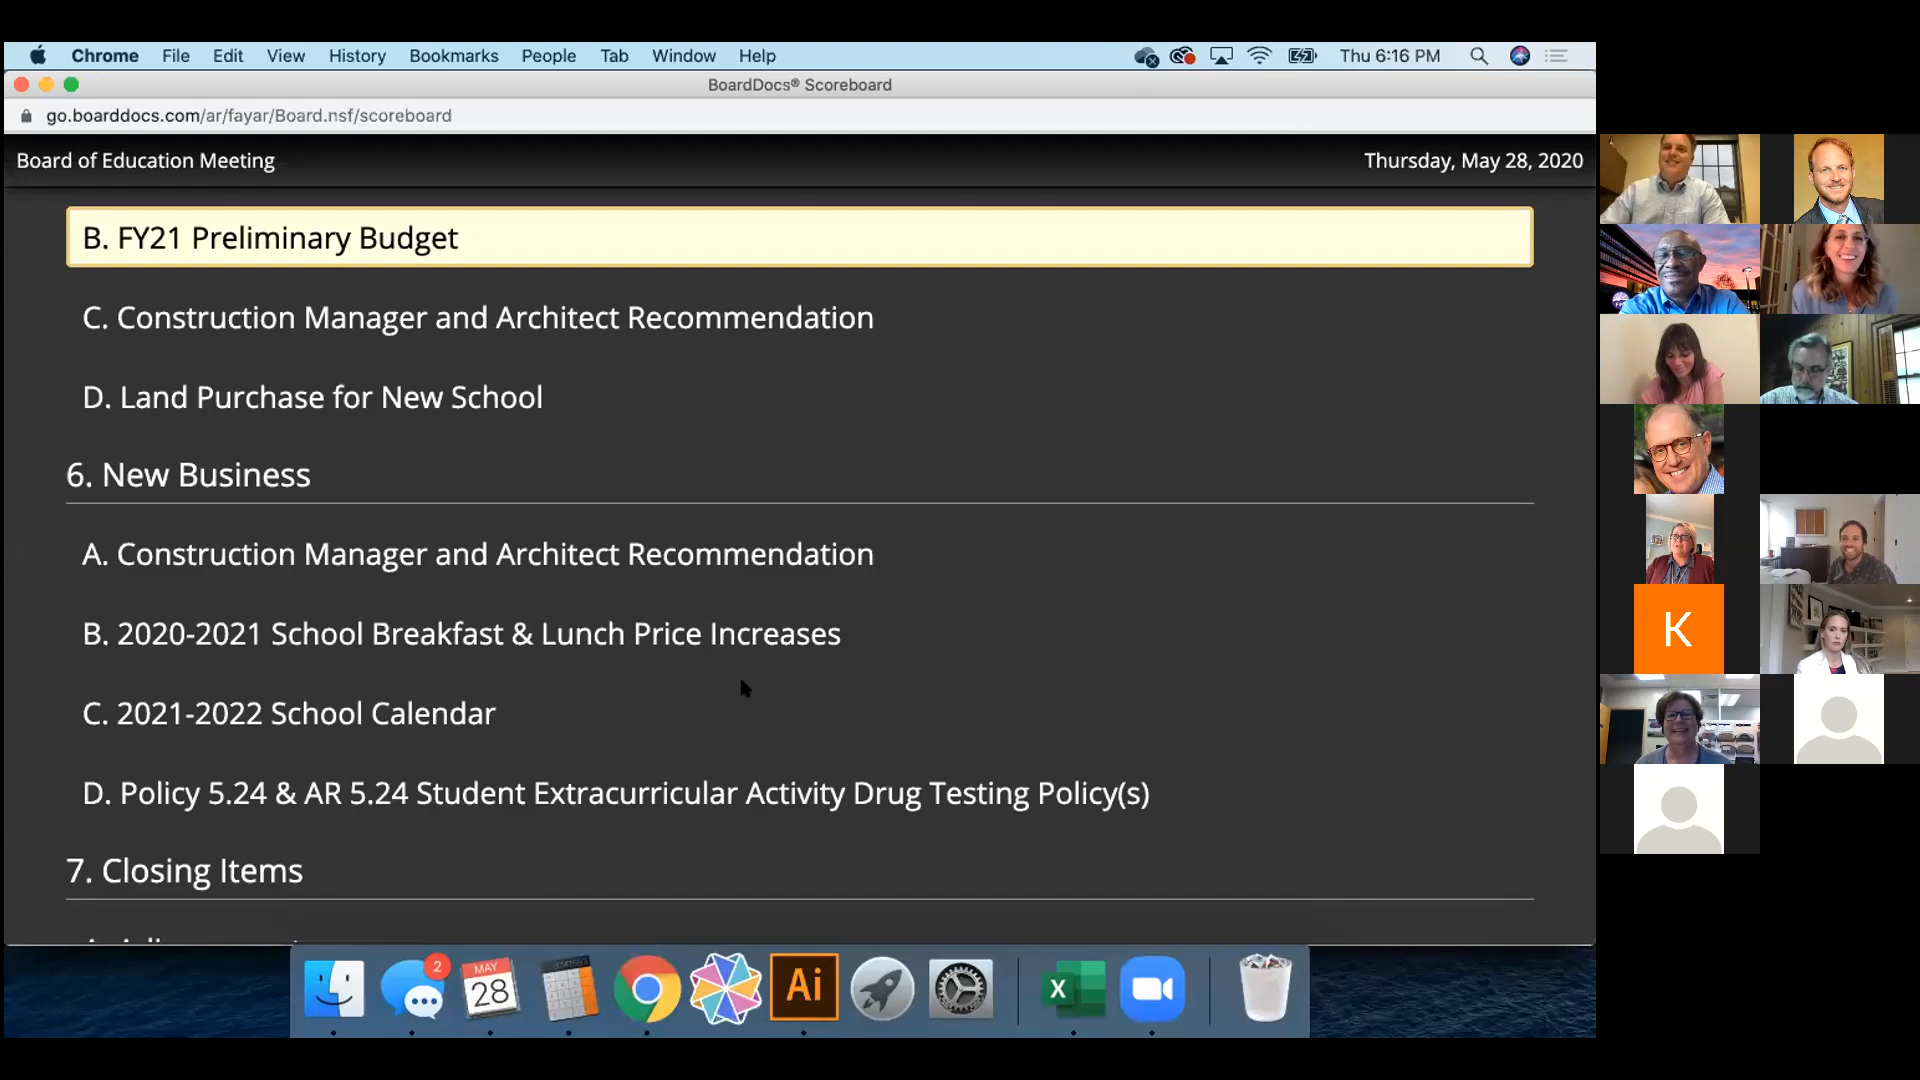 Chrome File Edit View History Bookmarks People Tab Window Help Thu 6:16 PM
BoardDocs® Scoreboard
go.boarddocs.com/ar/fayar/Board.nsf/scoreboard
Board of Education Meeting Thursday, May 28, 2020
B. FY21 Preliminary Budget
C. Construction Manager and Architect Recommendation
D. Land Purchase for New School
6. New Business
A. Construction Manager and Architect Recommendation
B. 2020-2021 School Breakfast & Lunch Price Increases
C. 2021-2022 School Calendar
D. Policy 5.24 & AR 5.24 Student Extracurricular Activity Drug Testing Policy(s)
7. Closing Items
K
2
MAY
28
Ai
X